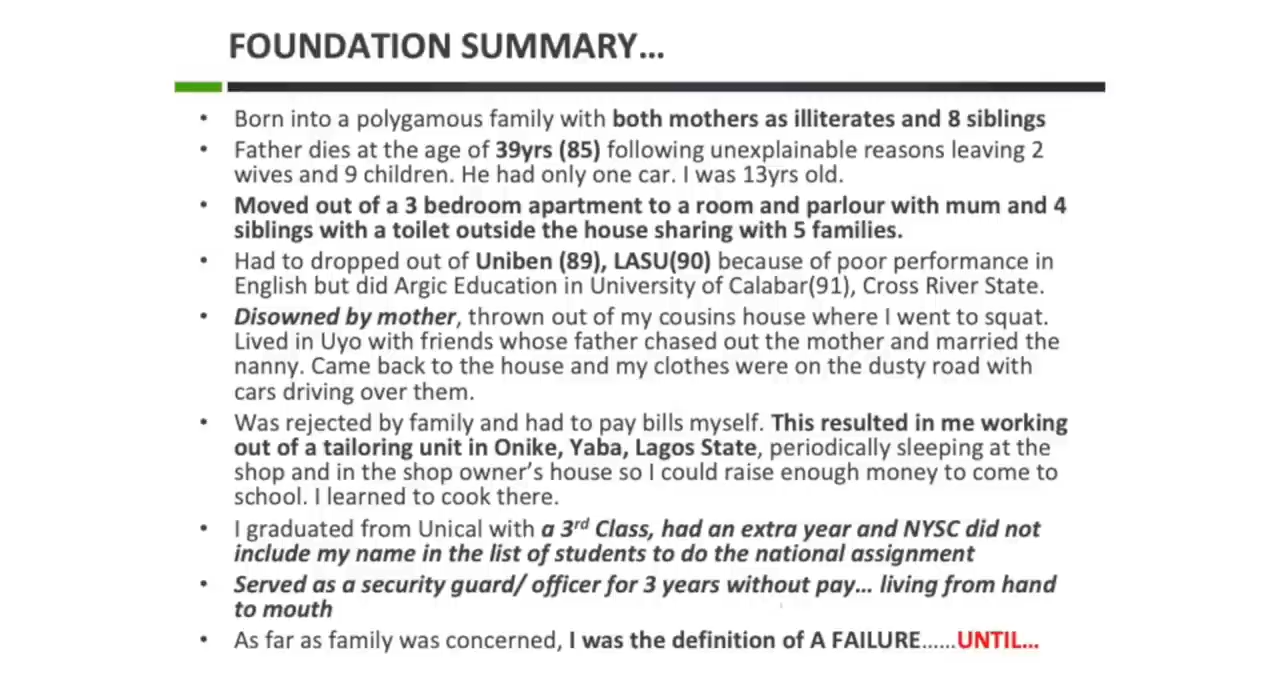 FOUNDATION SUMMARY...
• Born into a polygamous family with both mothers as illiterates and 8 siblings
• Father dies at the age of 39yrs (85) following unexplainable reasons leaving 2
wives and 9 children. He had only one car. I was 13yrs old.
• Moved out of a 3 bedroom apartment to a room and parlour with mum and 4
siblings with a toilet outside the house sharing with 5 families.
• Had to dropped out of Uniben (89), LASU(90) because of poor performance in
English but did Argic Education in University of Calabar(91), Cross River State.
• Disowned by mother, thrown out of my cousins house where I went to squat.
Lived in Uyo with friends whose father chased out the mother and married the
nanny. Came back to the house and my clothes were on the dusty road with
cars driving over them.
• Was rejected by family and had to pay bills myself. This resulted in me working
out of a tailoring unit in Onike, Yaba, Lagos State, periodically sleeping at the
shop and in the shop owner's house so I could raise enough money to come to
school. I learned to cook there.
• I graduated from Unical with a 3rd Class, had an extra year and NYSC did not
include my name in the list of students to do the national assignment
• Served as a security guard/ officer for 3 years without pay... living from hand
to mouth
• As far as family was concerned, I was the definition of A FAILURE......UNTIL...